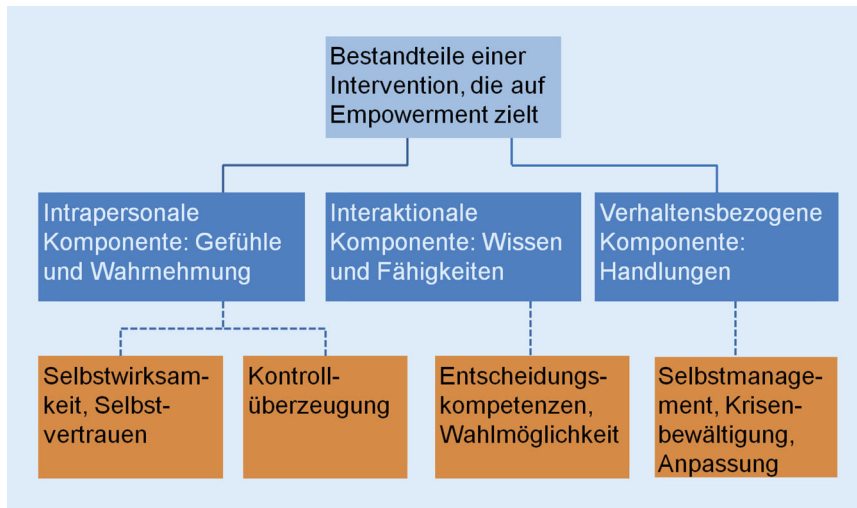 Bestandteile einer
Intervention, die auf
Empowerment zielt
Intrapersonale
Komponente: Gefühle
und Wahrnehmung
Interaktionale
Komponente: Wissen
und Fähigkeiten
Verhaltensbezogene
Komponente:
Handlungen
Selbstwirksam-
keit, Selbst-
vertrauen
Kontroll-
überzeugung
Entscheidungs-
kompetenzen,
Wahlmöglichkeit
Selbstmanage-
ment, Krisen-
bewältigung,
Anpassung